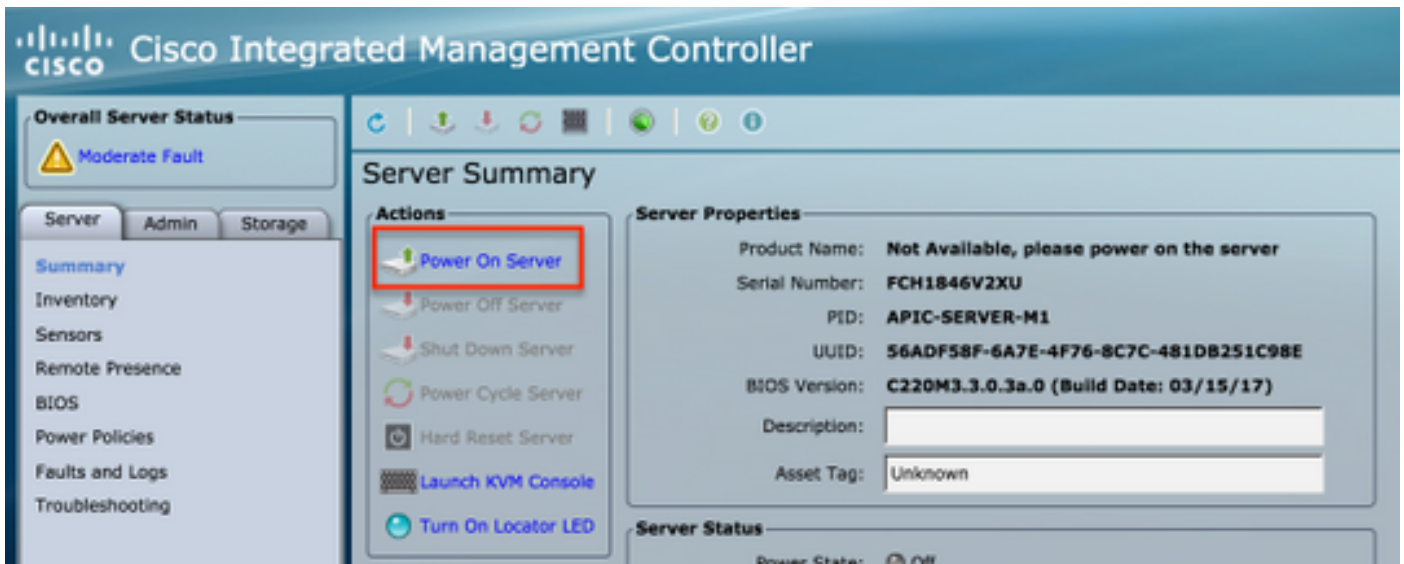 CISCO
Cisco Integrated Management Controller
Overall Server Status
Moderate Fault
Server Admin Storage
Summary
Inventory
Sensors
Remote Presence
BIOS
Power Policies
Faults and Logs
Troubleshooting
Server Summary
Actions
Power On Server
Power Off Server
Shut Down Server
Power Cycle Server
Hard Reset Server
Launch KVM Console
Turn On Locator LED
Server Properties
Product Name: Not Available, please power on the server
Serial Number: FCH1846V2XU
PID: APIC-SERVER-M1
UUID: 56ADF58F-6A7E-4F76-8C7C-481DB251C98E
BIOS Version: C220M3.3.0.3a.0 (Build Date: 03/15/17)
Description:
Asset Tag: Unknown
Server Status
Power State: Off